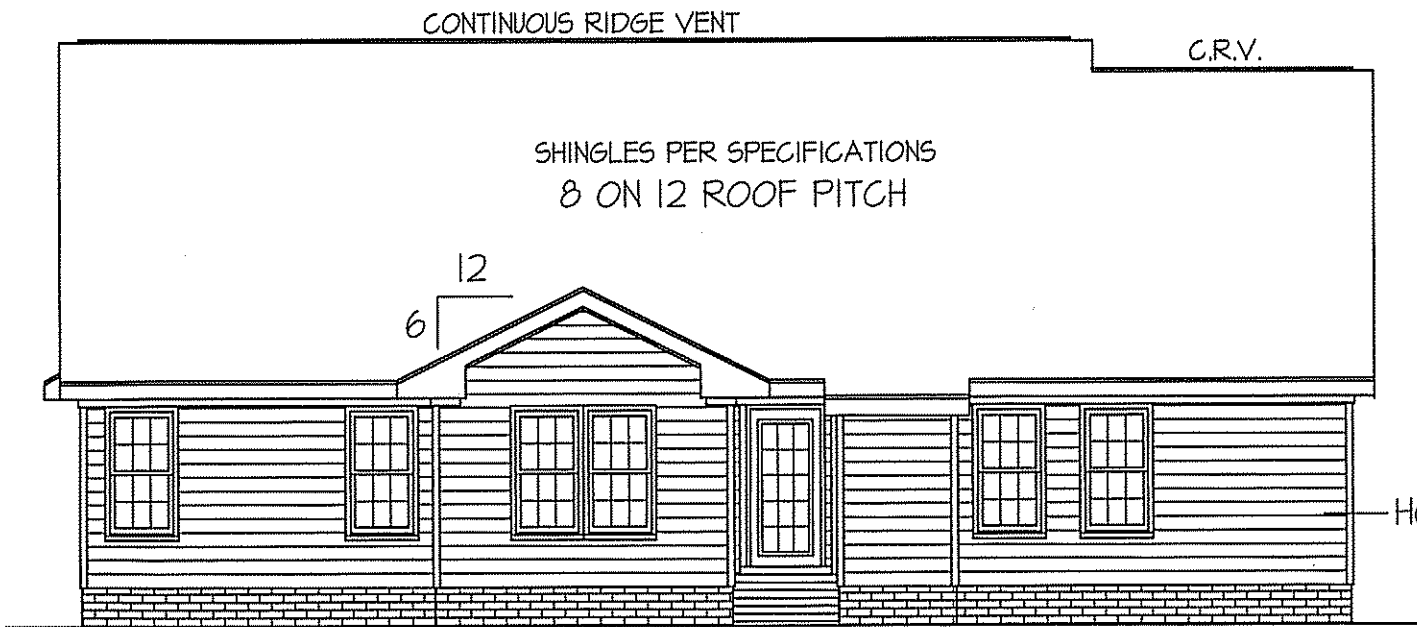 CONTINUOUS RIDGE VENT
C.R.V.
SHINGLES PER SPECIFICATIONS
8 ON 12 ROOF PITCH
12
6